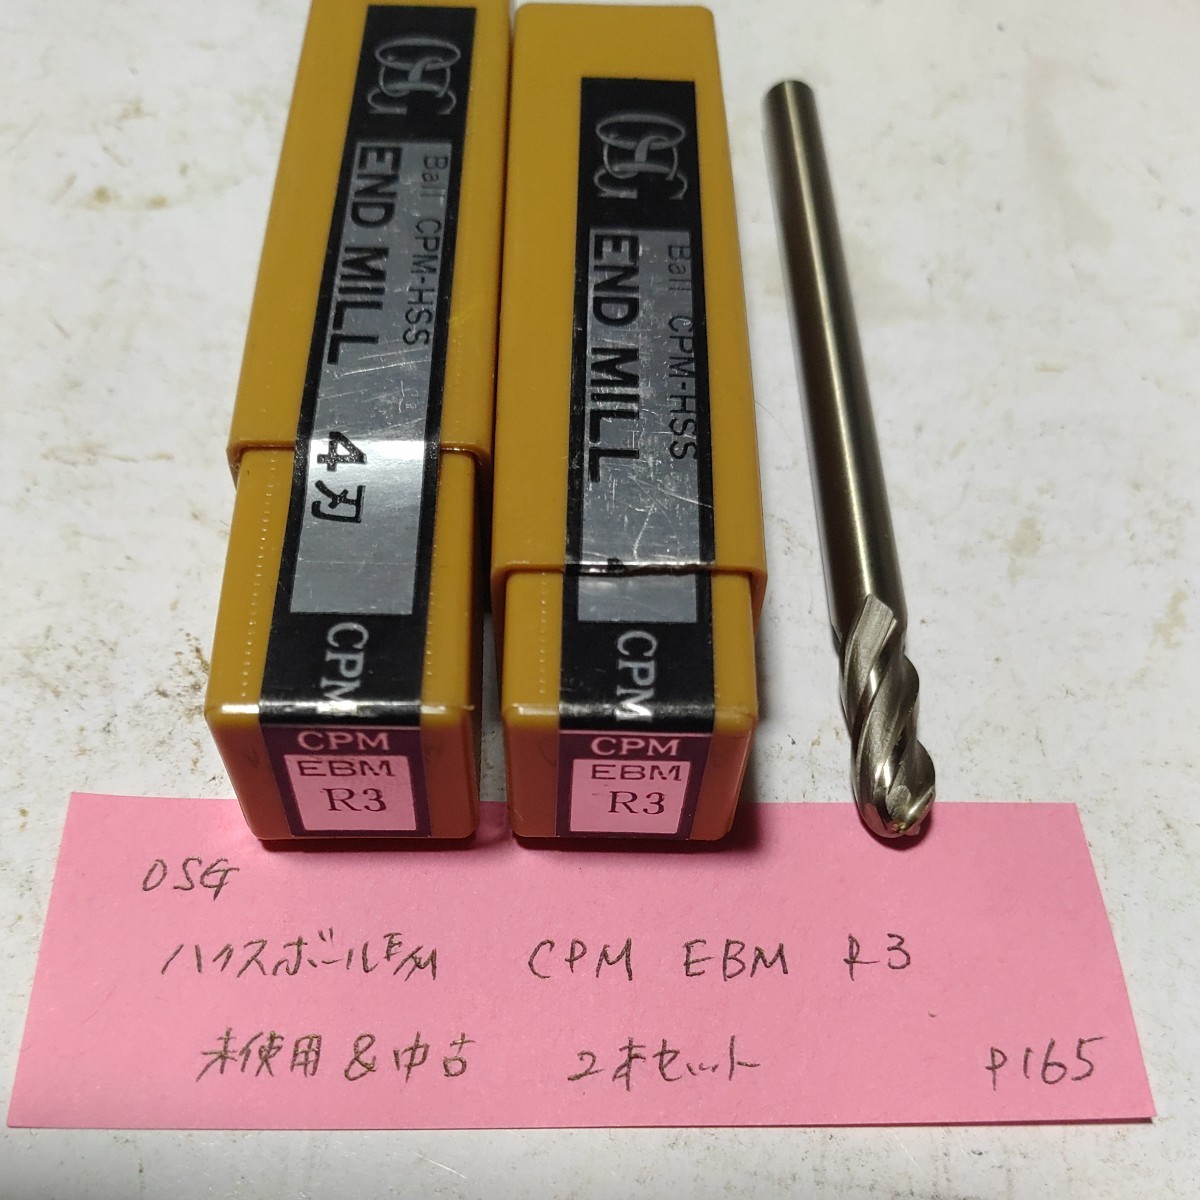 OSG
Ball CPM-HSS
END MILL 4刃
CPM
CPM
EBM
R3
OSG
Ball CPM-HSS
END MILL
CPM
CPM
EBM
R3
OSG
ハイスボールE/M CPM EBM R3
未使用&中古 2本セット P165